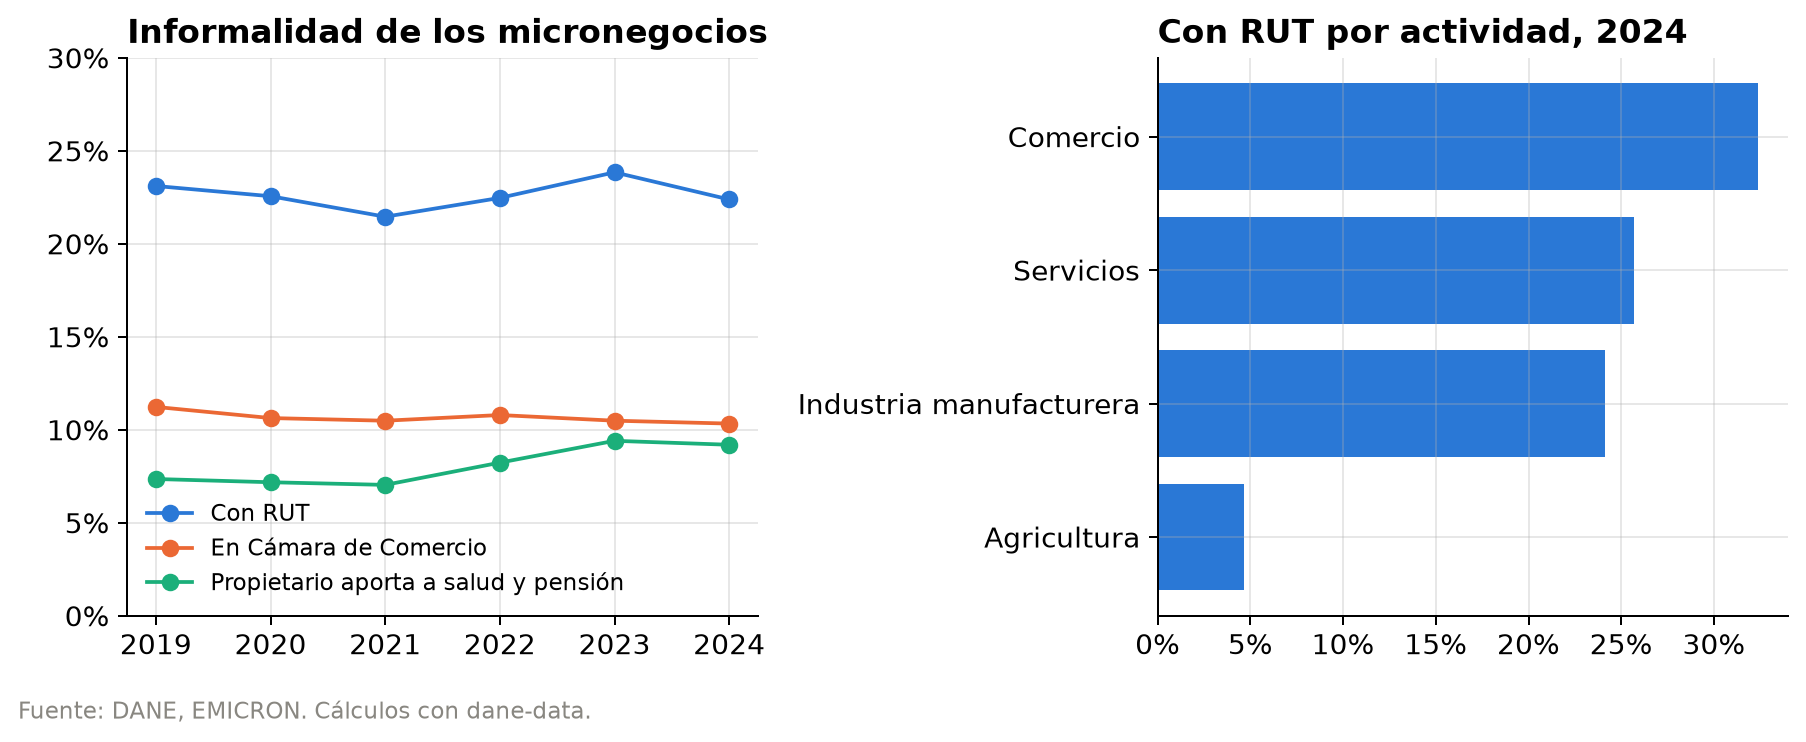 Informalidad de los micronegocios
30%
25%
20%
15%
10%
5%
0%
Con RUT
En Cámara de Comercio
Propietario aporta a salud y pensión
2019 2020 2021 2022 2023 2024
Con RUT por actividad, 2024
Comercio
Servicios
Industria manufacturera
Agricultura
0% 5% 10% 15% 20% 25% 30%
Fuente: DANE, EMICRON. Cálculos con dane-data.